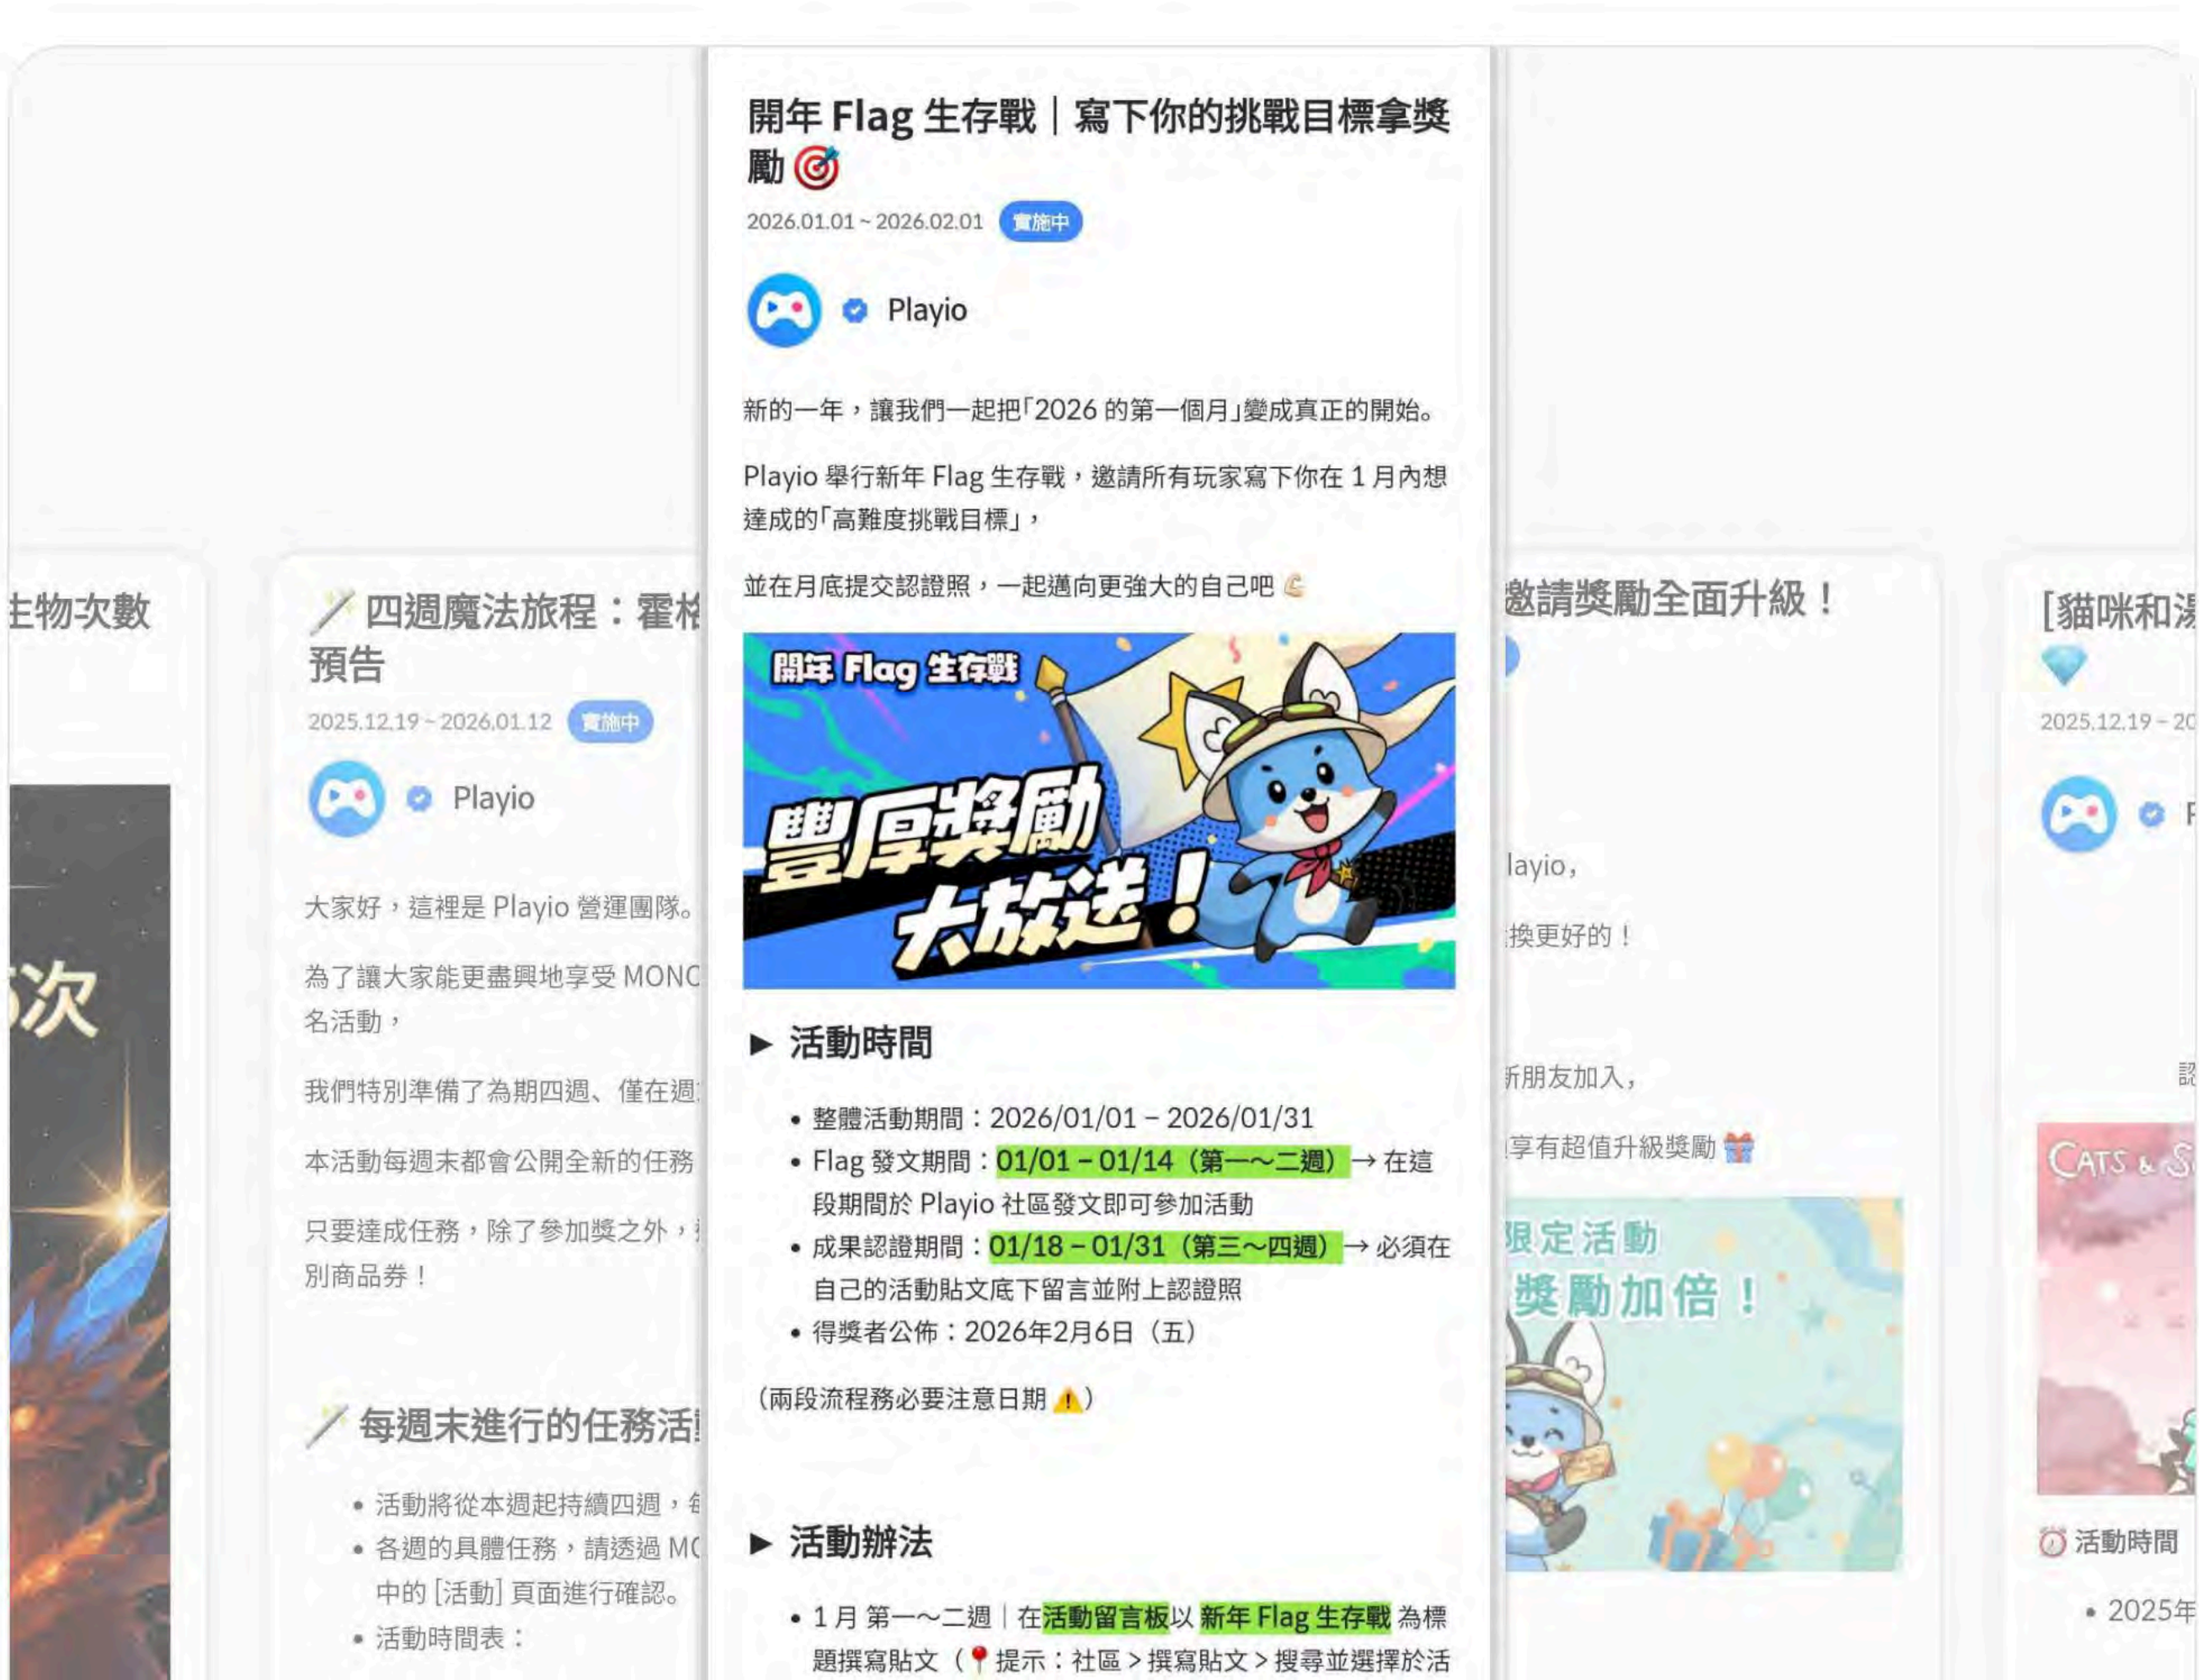 開年 Flag 生存戰｜寫下你的挑戰目標拿獎
勵🎯
2026.01.01 ~ 2026.02.01 實施中
Playio
新的一年，讓我們一起把「2026 的第一個月」變成真正的開始。
Playio 舉行新年 Flag 生存戰，邀請所有玩家寫下你在 1 月內想
達成的「高難度挑戰目標」，
並在月底提交認證照，一起邁向更強大的自己吧 💪🏻
開年 Flag 生存戰
豐厚獎勵
大放送！
► 活動時間
• 整體活動期間：2026/01/01 – 2026/01/31
• Flag 發文期間：01/01 – 01/14（第一～二週）→ 在這
段期間於 Playio 社區發文即可參加活動
• 成果認證期間：01/18 – 01/31（第三～四週）→ 必須在
自己的活動貼文底下留言並附上認證照
• 得獎者公佈：2026年2月6日（五）
（兩段流程務必要注意日期 ⚠️）
► 活動辦法
• 1 月 第一～二週｜在活動留言板以 新年 Flag 生存戰 為標
題撰寫貼文（📍提示：社區 > 撰寫貼文 > 搜尋並選擇於活
生物次數
次
四週魔法旅程：霍格
預告
2025.12.19 ~ 2026.01.12 實施中
Playio
大家好，這裡是 Playio 營運團隊。
為了讓大家能更盡興地享受 MONO
名活動，
我們特別準備了為期四週、僅在週
本活動每週末都會公開全新的任務
只要達成任務，除了參加獎之外，
別商品券！
每週末進行的任務活
• 活動將從本週起持續四週，每
• 各週的具體任務，請透過 MO
中的 [活動] 頁面進行確認。
• 活動時間表：
邀請獎勵全面升級！
layio，
換更好的！
新朋友加入，
享有超值升級獎勵 🎁
限定活動
獎勵加倍！
[貓咪和湯
💎
2025.12.19 – 20
認
CATS & S
⏰ 活動時間
• 2025年